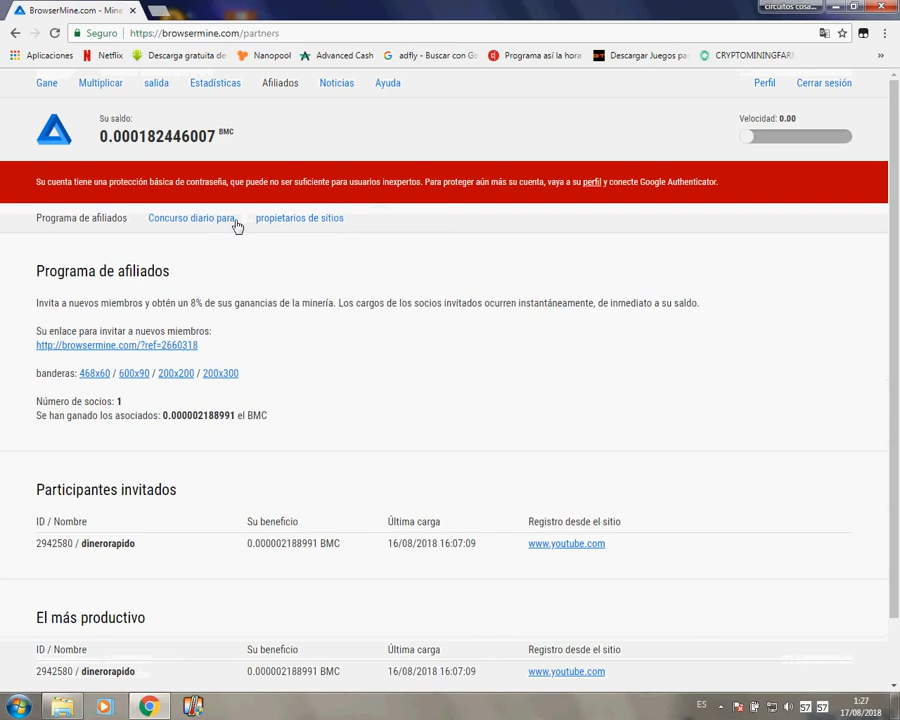 BrowserMine.com - Mine
circuitos cosa...
Seguro
https://browsermine.com/partners
Aplicaciones Netflix Descarga gratuita de Nanopool Advanced Cash adfly - Buscar con Go Programa así la hora Descargar Juegos pa CRYPTOMININGFAR
Gane Multiplicar salida Estadísticas Afiliados Noticias Ayuda Perfil Cerrar sesión
Su saldo:
0.000182446007 BMC
Velocidad: 0.00
Su cuenta tiene una protección básica de contraseña, que puede no ser suficiente para usuarios inexpertos. Para proteger aún más su cuenta, vaya a su perfil y conecte Google Authenticator.
Programa de afiliados Concurso diario para propietarios de sitios
Programa de afiliados
Invita a nuevos miembros y obtén un 8% de sus ganancias de la minería. Los cargos de los socios invitados ocurren instantáneamente, de inmediato a su saldo.
Su enlace para invitar a nuevos miembros:
http://browsermine.com/?ref=2660318
banderas: 468x60 / 600x90 / 200x200 / 200x300
Número de socios: 1
Se han ganado los asociados: 0.000002188991 el BMC
Participantes invitados
ID / Nombre Su beneficio Última carga Registro desde el sitio
2942580 / dinerorapido 0.000002188991 BMC 16/08/2018 16:07:09 www.youtube.com
El más productivo
ID / Nombre Su beneficio Última carga Registro desde el sitio
2942580 / dinerorapido 0.000002188991 BMC 16/08/2018 16:07:09 www.youtube.com
ES 57 57 1:27
17/08/2018